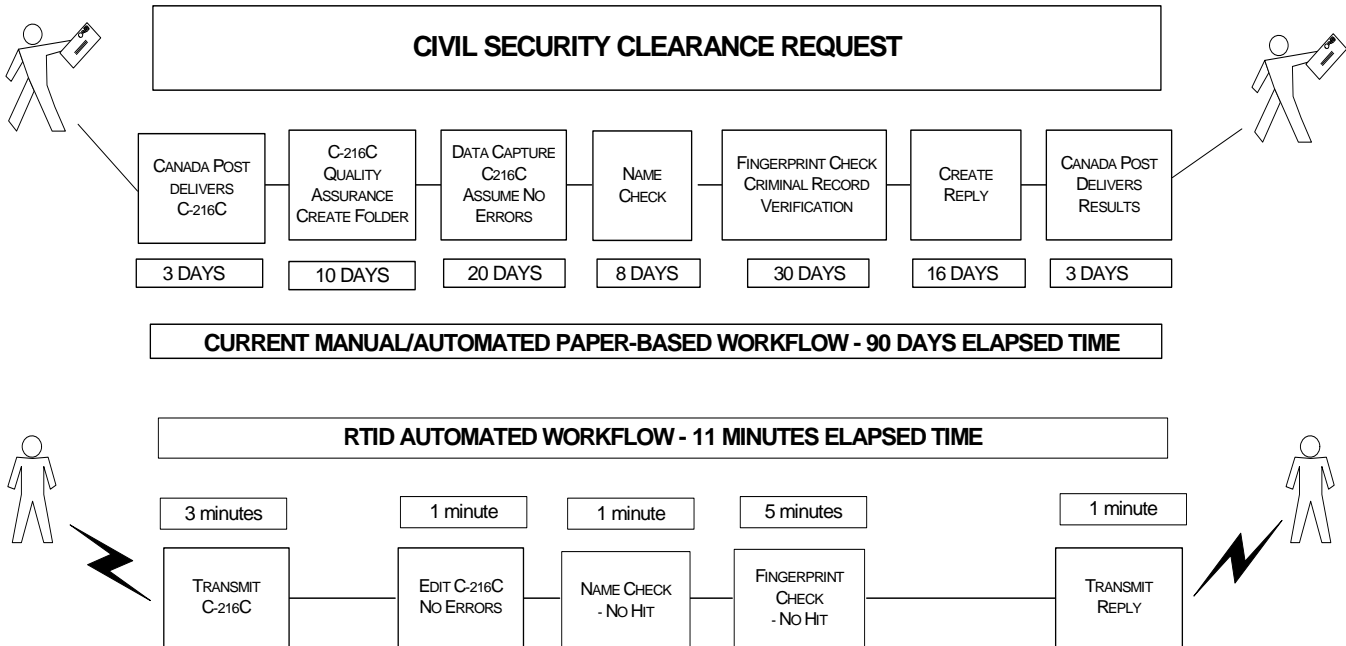 CIVIL SECURITY CLEARANCE REQUEST
CANADA POST
DELIVERS
C-216C
C-216C
QUALITY
ASSURANCE
CREATE FOLDER
DATA CAPTURE
C216C
ASSUME NO
ERRORS
NAME
CHECK
FINGERPRINT CHECK
CRIMINAL RECORD
VERIFICATION
CREATE
REPLY
CANADA POST
DELIVERS
RESULTS
3 DAYS
10 DAYS
20 DAYS
8 DAYS
30 DAYS
16 DAYS
3 DAYS
CURRENT MANUAL/AUTOMATED PAPER-BASED WORKFLOW - 90 DAYS ELAPSED TIME
RTID AUTOMATED WORKFLOW - 11 MINUTES ELAPSED TIME
3 minutes
1 minute
1 minute
5 minutes
1 minute
TRANSMIT
C-216C
EDIT C-216C
NO ERRORS
NAME CHECK
- NO HIT
FINGERPRINT
CHECK
- NO HIT
TRANSMIT
REPLY